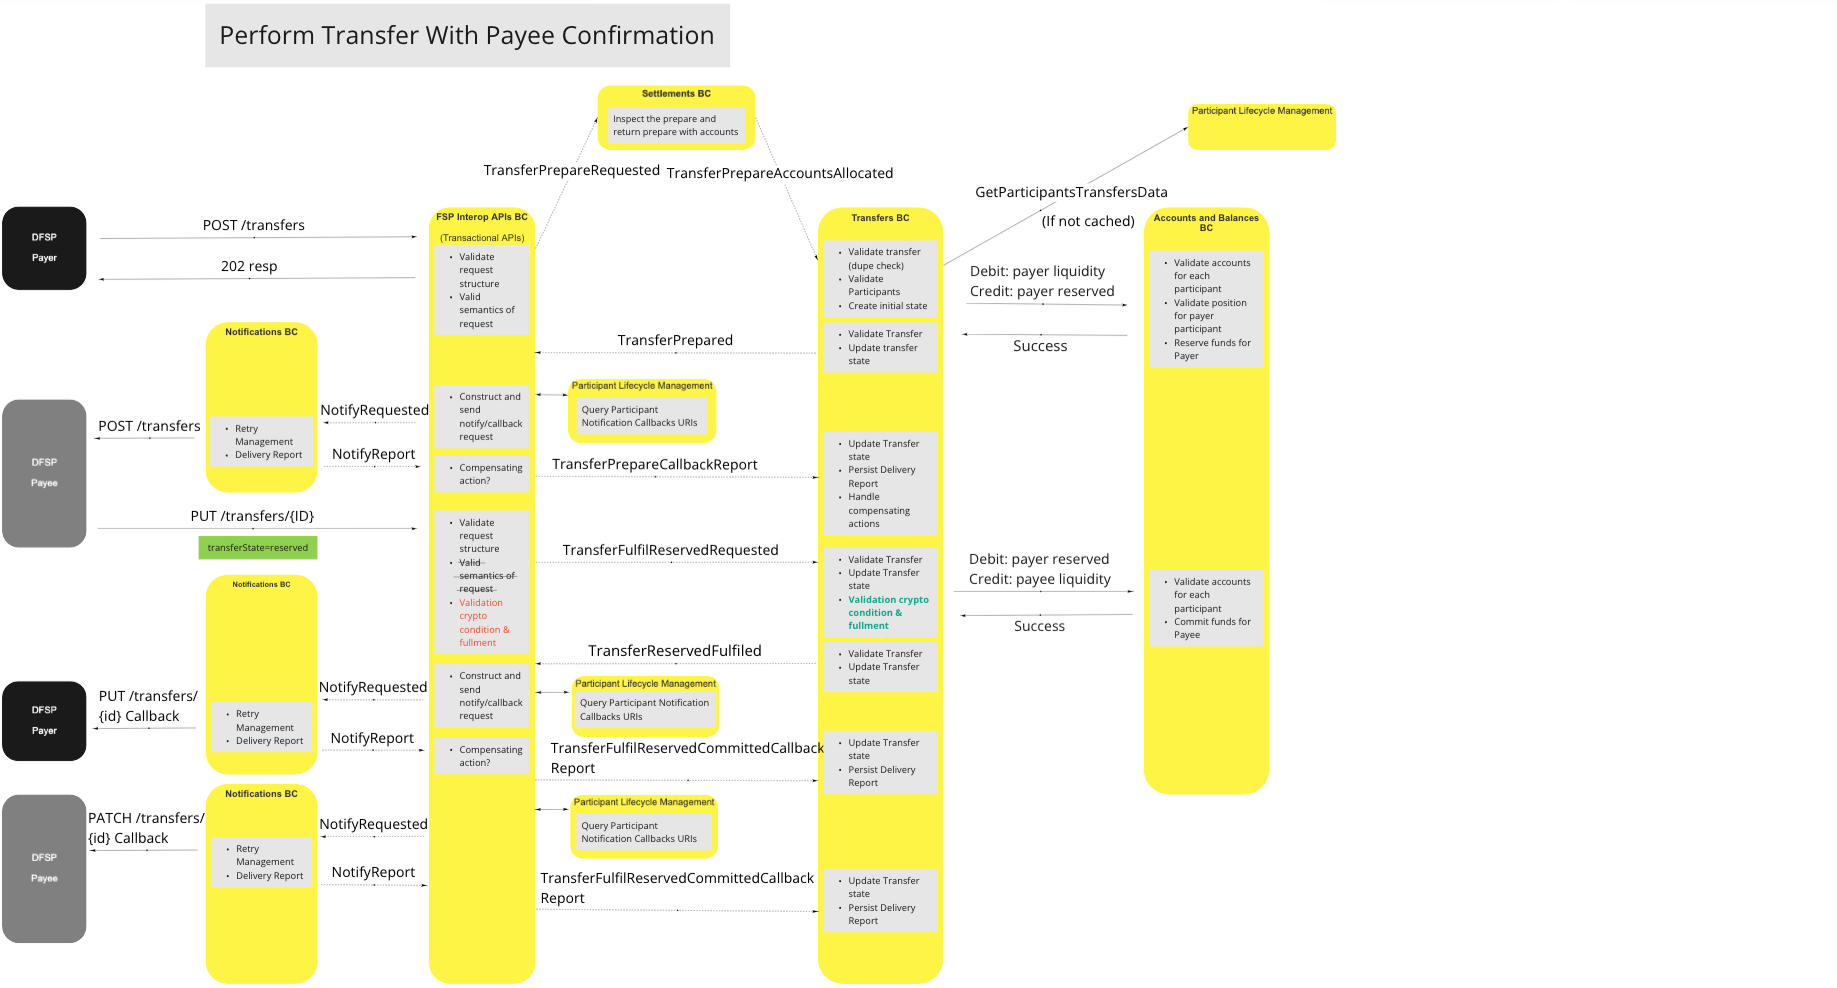 Perform Transfer With Payee Confirmation
Settlements BC
Inspect the prepare and
return prepare with accounts
Participant Lifecycle Management
TransferPrepareRequested
TransferPrepareAccountsAllocated
GetParticipantsTransfersData
(If not cached)
DFSP
Payer
POST /transfers
202 resp
FSP Interop APIs BC
(Transactional APIs)
• Validate
request
structure
• Valid
semantics of
request
Transfers BC
• Validate transfer
(dupe check)
• Validate
Participants
• Create initial state
• Validate Transfer
• Update transfer
state
Debit: payer liquidity
Credit: payer reserved
Success
Accounts and Balances
BC
• Validate accounts
for each
participant
• Validate position
for payer
participant
• Reserve funds for
Payer
TransferPrepared
Notifications BC
• Retry
Management
• Delivery Report
DFSP
Payee
POST /transfers
NotifyRequested
NotifyReport
• Construct and
send
notify/callback
request
• Compensating
action?
Participant Lifecycle Management
Query Participant
Notification Callbacks URIs
TransferPrepareCallbackReport
• Update Transfer
state
• Persist Delivery
Report
• Handle
compensating
actions
PUT /transfers/{ID}
transferState=reserved
• Validate
request
structure
• Valid
semantics of
request
• Validation
crypto
condition &
fullment
TransferFulfilReservedRequested
• Validate Transfer
• Update Transfer
state
• Validation crypto
condition &
fullment
Debit: payer reserved
Credit: payee liquidity
Success
• Validate accounts
for each
participant
• Commit funds for
Payee
TransferReservedFulfiled
• Validate Transfer
• Update Transfer
state
Notifications BC
• Retry
Management
• Delivery Report
DFSP
Payer
PUT /transfers/
{id} Callback
NotifyRequested
NotifyReport
• Construct and
send
notify/callback
request
• Compensating
action?
Participant Lifecycle Management
Query Participant Notification
Callbacks URIs
TransferFulfilReservedCommittedCallback
Report
• Update Transfer
state
• Persist Delivery
Report
Notifications BC
• Retry
Management
• Delivery Report
DFSP
Payee
PATCH /transfers/
{id} Callback
NotifyRequested
NotifyReport
Participant Lifecycle Management
Query Participant
Notification Callbacks URIs
TransferFulfilReservedCommittedCallback
Report
• Update Transfer
state
• Persist Delivery
Report